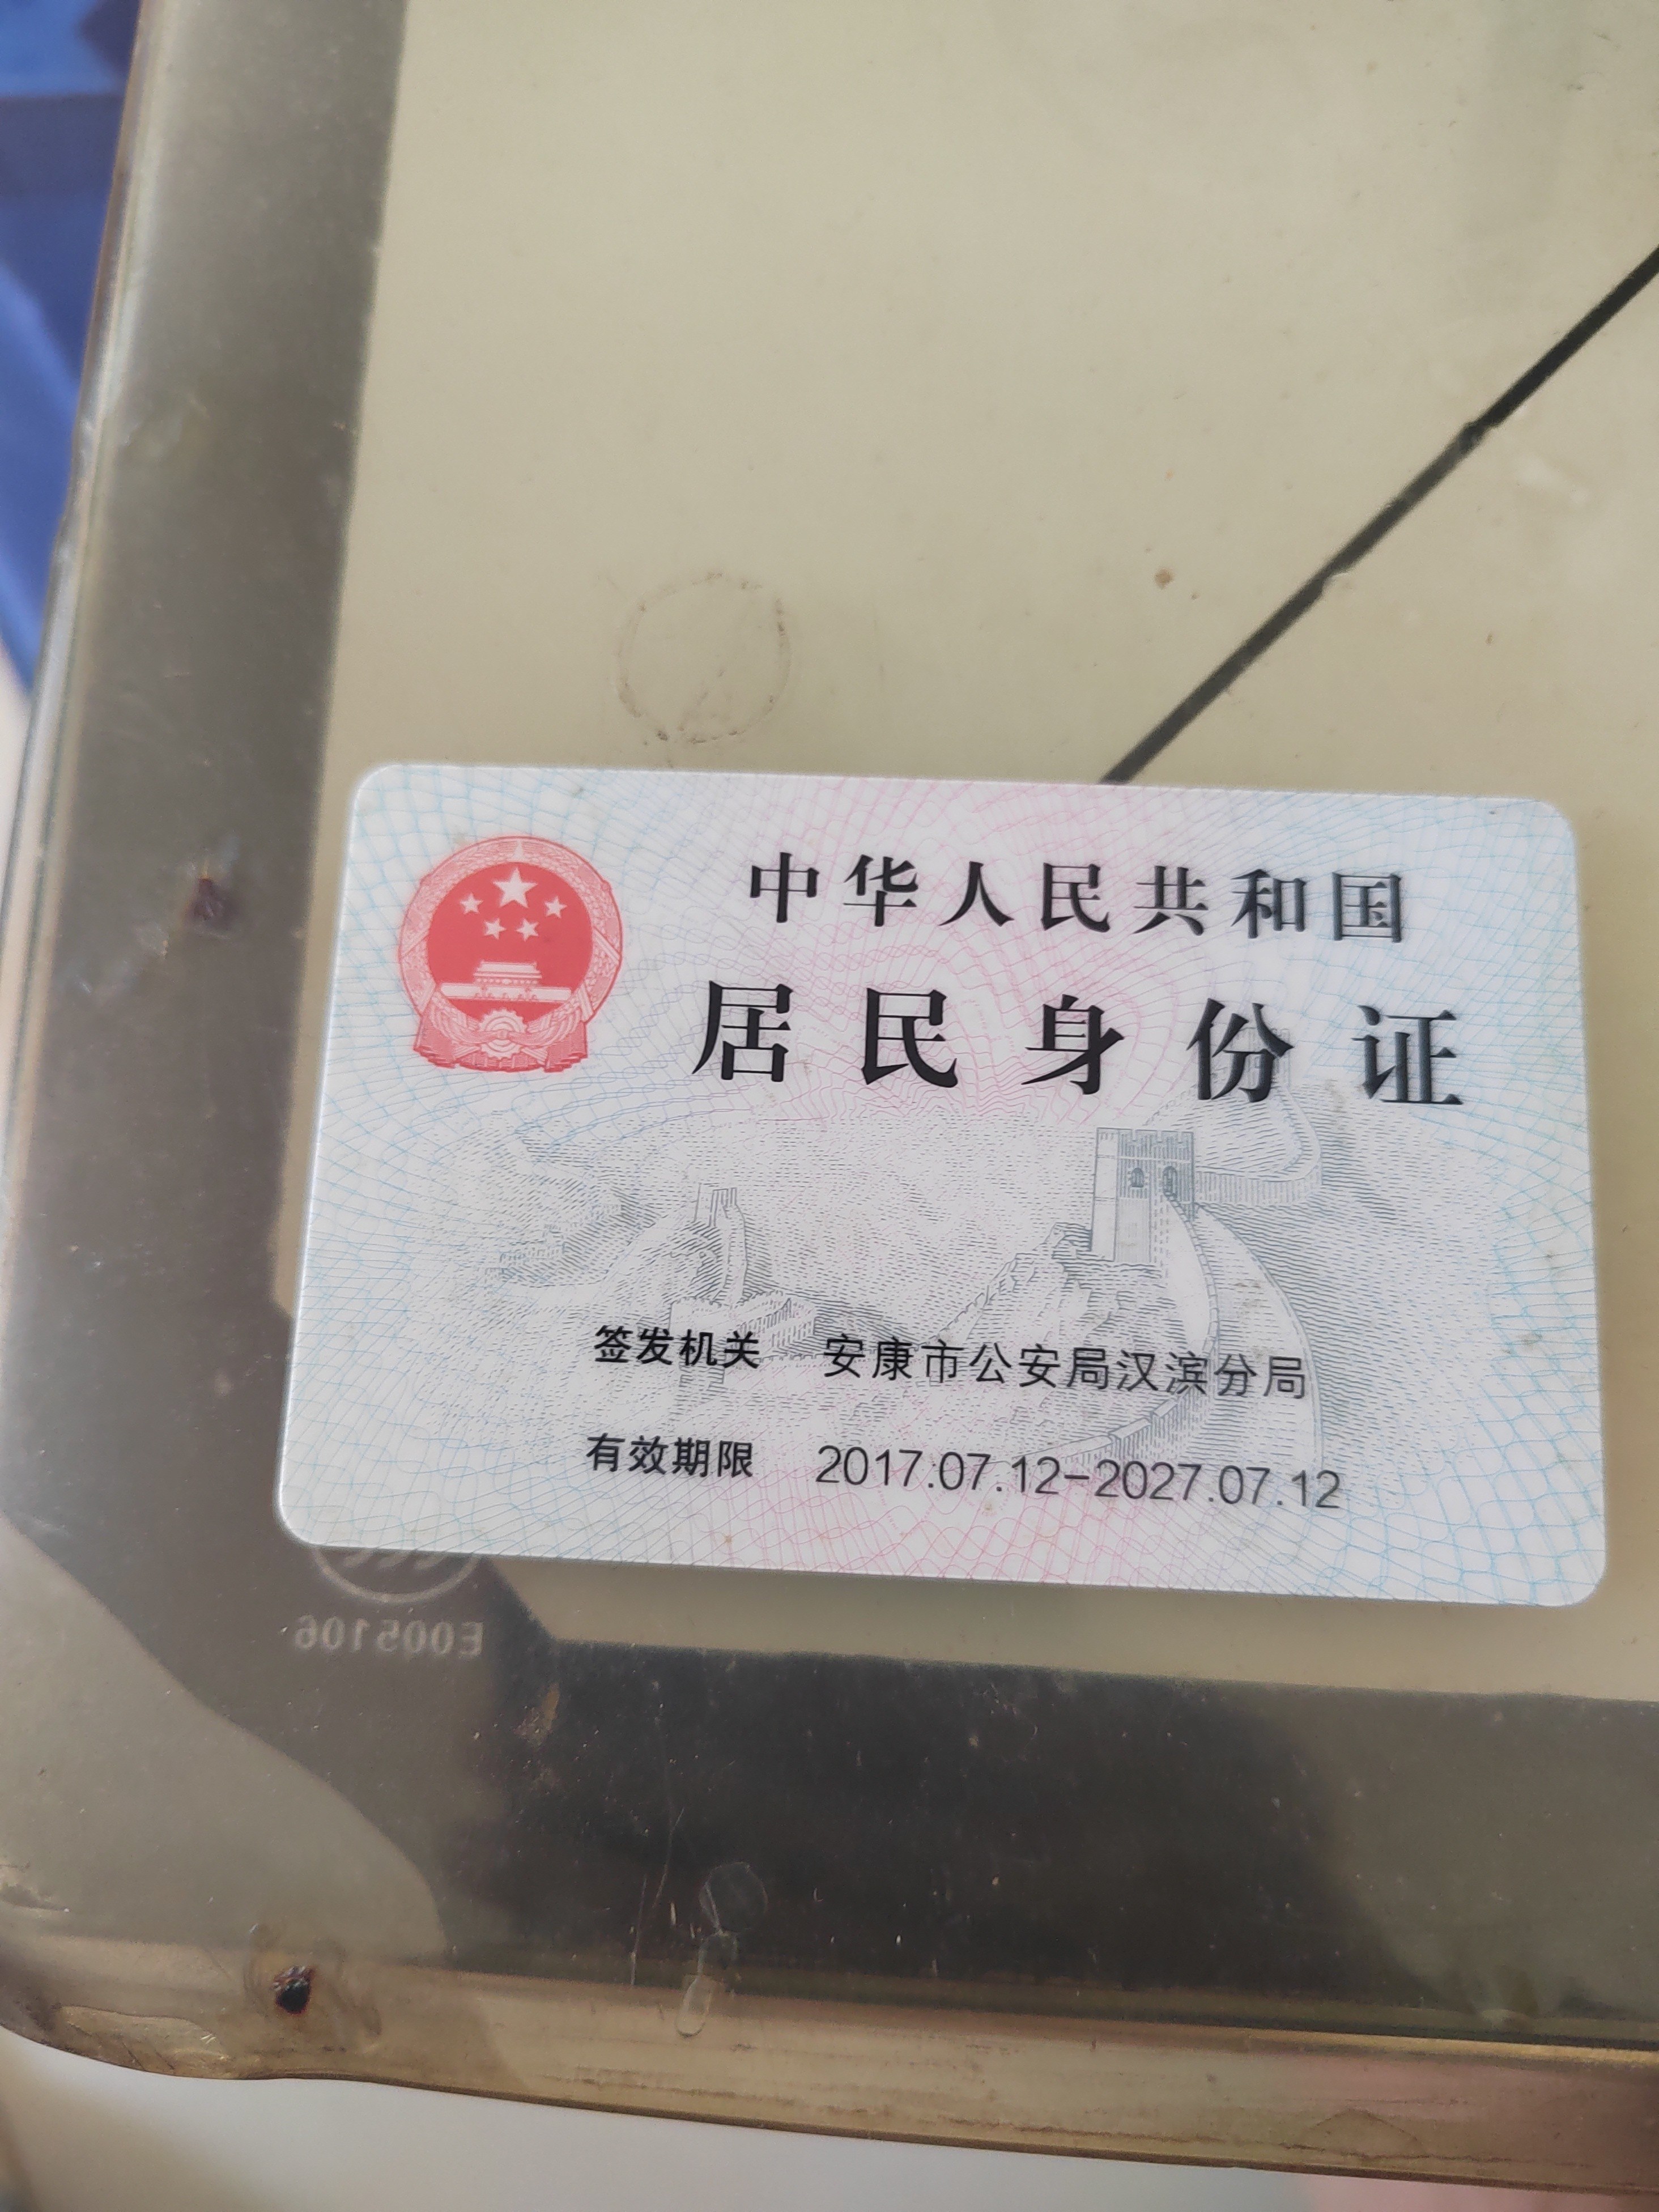 中华人民共和国
居民身份证
签发机关 安康市公安局汉滨分局
有效期限 2017.07.12-2027.07.12
E005106